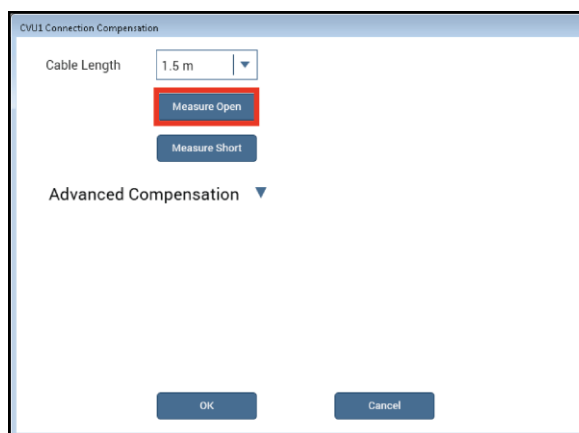 CVU1 Connection Compensation
Cable Length 1.5 m
Measure Open
Measure Short
Advanced Compensation
OK Cancel